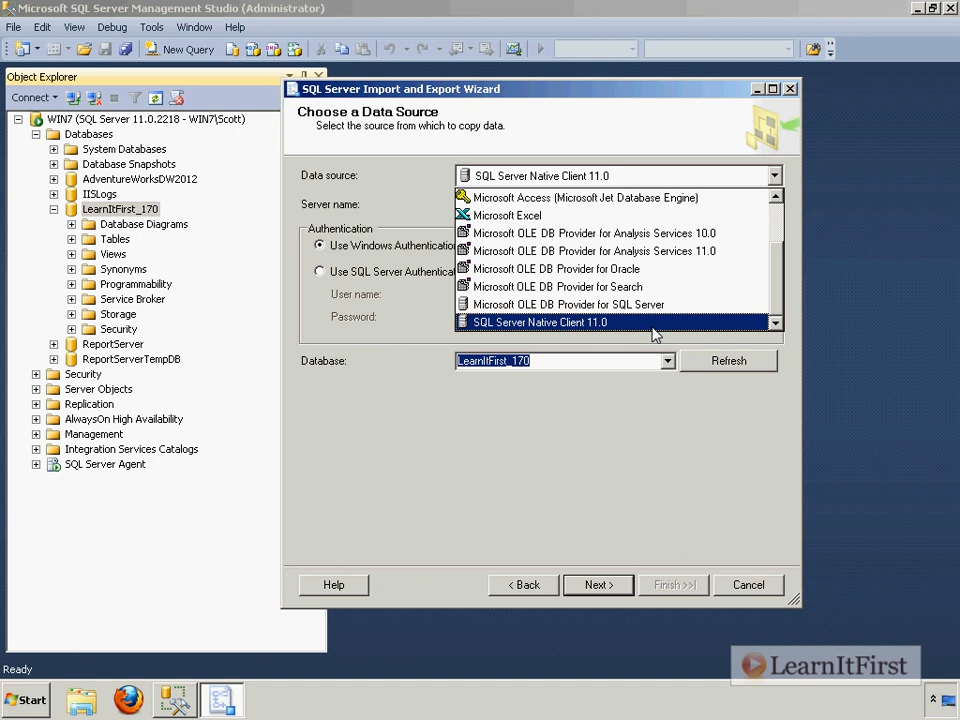 Microsoft SQL Server Management Studio (Administrator)
File Edit View Debug Tools Window Help
New Query
Object Explorer
Connect
WIN7 (SQL Server 11.0.2218 - WIN7\Scott)
Databases
System Databases
Database Snapshots
AdventureWorksDW2012
IISLogs
LearnItFirst_170
Database Diagrams
Tables
Views
Synonyms
Programmability
Service Broker
Storage
Security
ReportServer
ReportServerTempDB
Security
Server Objects
Replication
AlwaysOn High Availability
Management
Integration Services Catalogs
SQL Server Agent
SQL Server Import and Export Wizard
Choose a Data Source
Select the source from which to copy data.
Data source: SQL Server Native Client 11.0
Microsoft Access (Microsoft Jet Database Engine)
Server name:
Microsoft Excel
Authentication
Microsoft OLE DB Provider for Analysis Services 10.0
Use Windows Authentication
Microsoft OLE DB Provider for Analysis Services 11.0
Use SQL Server Authentica
Microsoft OLE DB Provider for Oracle
Microsoft OLE DB Provider for Search
User name:
Microsoft OLE DB Provider for SQL Server
Password:
SQL Server Native Client 11.0
Database: LearnItFirst_170 Refresh
Help < Back Next > Finish >>| Cancel
Ready
LearnItFirst
Start